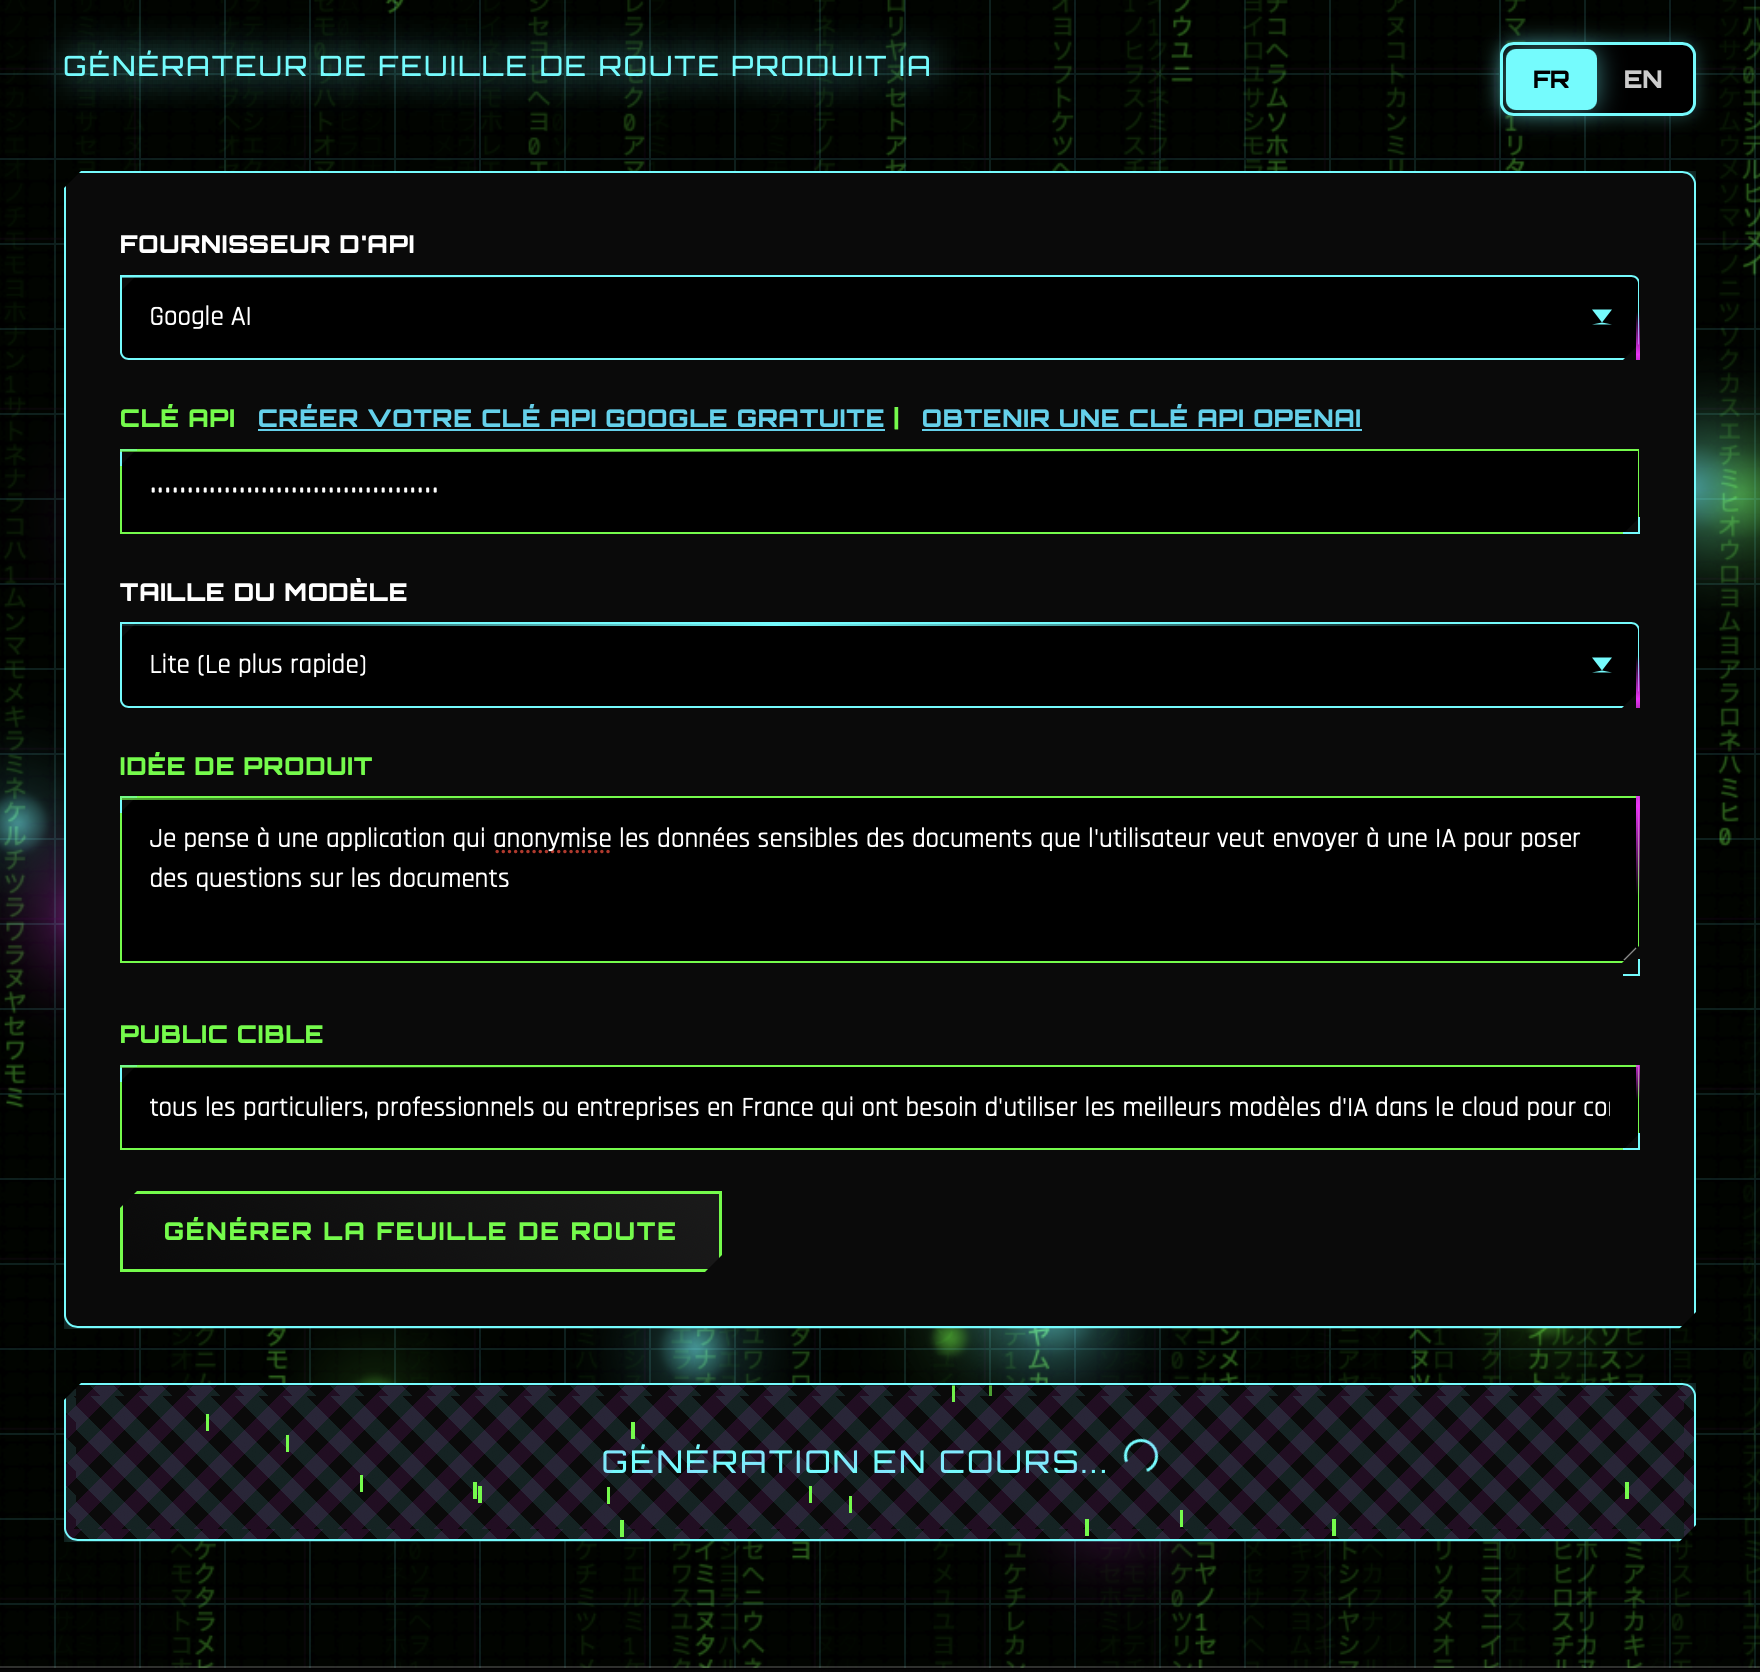 GÉNÉRATEUR DE FEUILLE DE ROUTE PRODUIT IA
FR EN
FOURNISSEUR D'API
Google AI
CLÉ API CRÉER VOTRE CLÉ API GOOGLE GRATUITE | OBTENIR UNE CLÉ API OPENAI
TAILLE DU MODÈLE
Lite (Le plus rapide)
IDÉE DE PRODUIT
Je pense à une application qui anonymise les données sensibles des documents que l'utilisateur veut envoyer à une IA pour poser
des questions sur les documents
PUBLIC CIBLE
tous les particuliers, professionnels ou entreprises en France qui ont besoin d'utiliser les meilleurs modèles d'IA dans le cloud pour
GÉNÉRER LA FEUILLE DE ROUTE
GÉNÉRATION EN COURS...